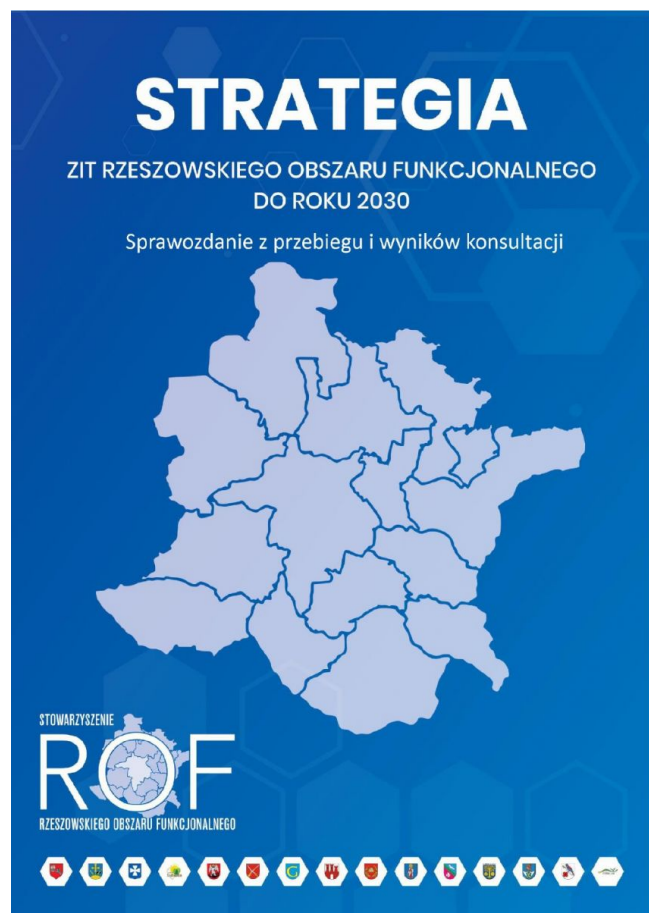 STRATEGIA
ZIT RZESZOWSKIEGO OBSZARU FUNKCJONALNEGO
DO ROKU 2030
Sprawozdanie z przebiegu i wyników konsultacji
STOWARZYSZENIE
ROF
RZESZOWSKIEGO OBSZARU FUNKCJONALNEGO